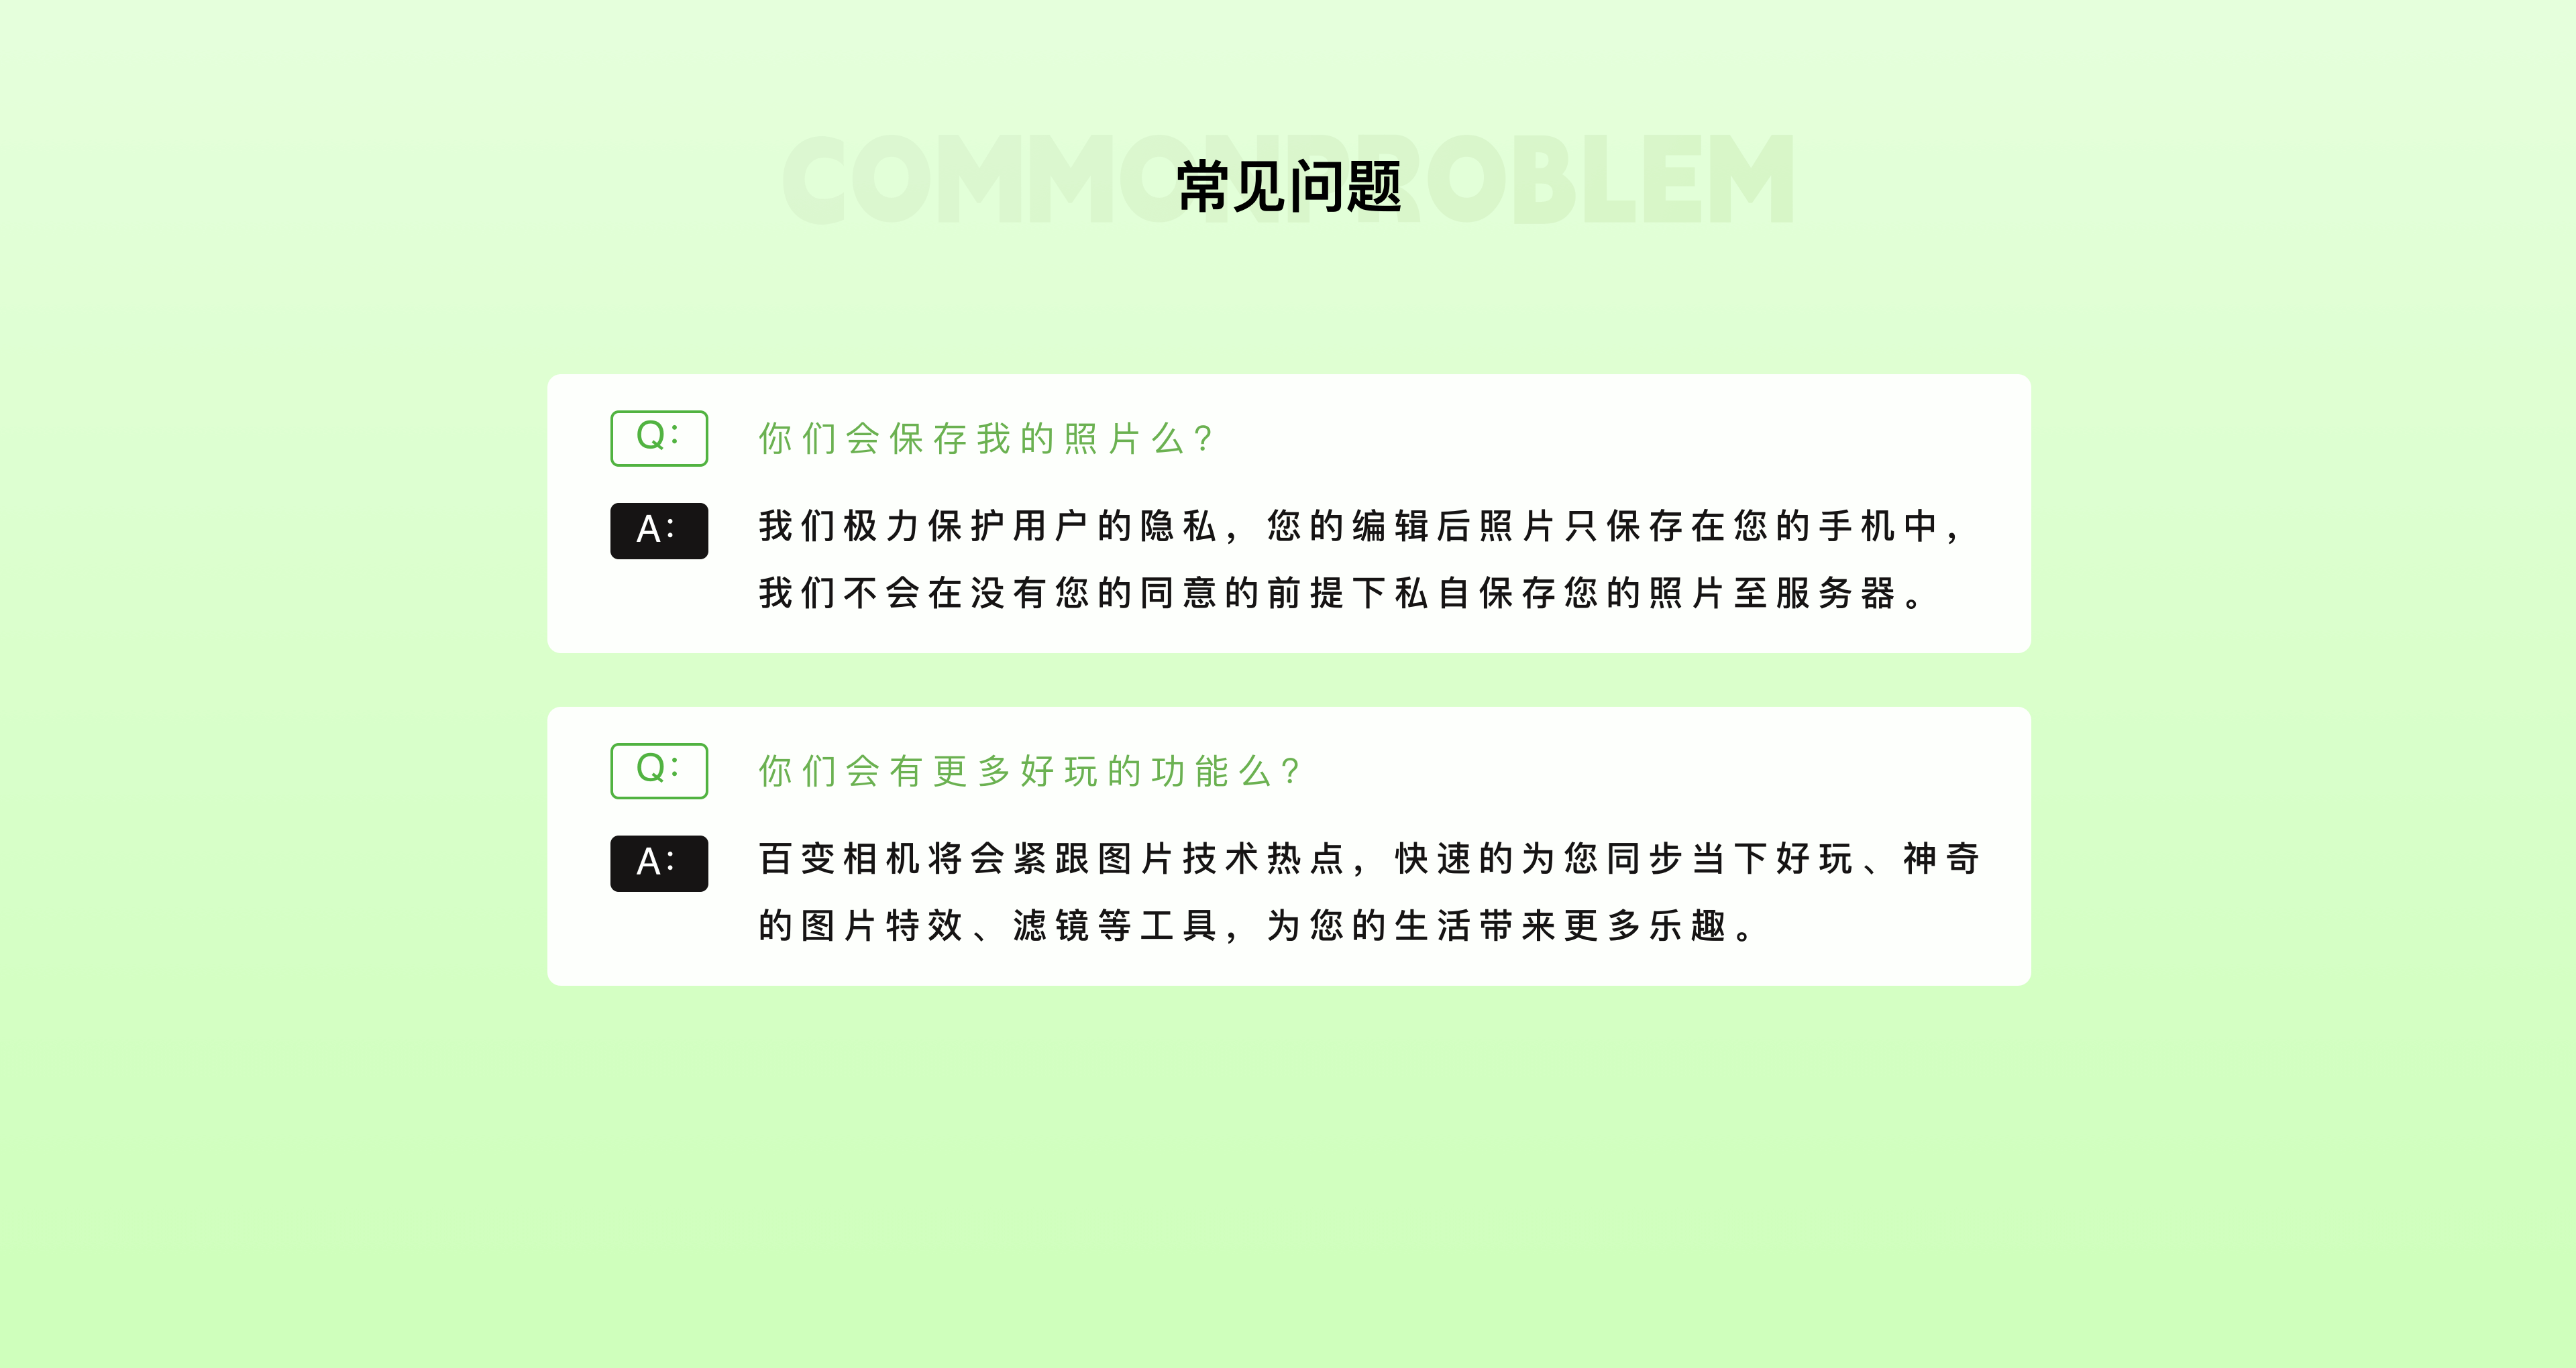 COMMONPROBLEM
常见问题
Q:
你们会保存我的照片么?
A:
我们极力保护用户的隐私，您的编辑后照片只保存在您的手机中，
我们不会在没有您的同意的前提下私自保存您的照片至服务器。
Q:
你们会有更多好玩的功能么?
A:
百变相机将会紧跟图片技术热点，快速的为您同步当下好玩、神奇
的图片特效、滤镜等工具，为您的生活带来更多乐趣。